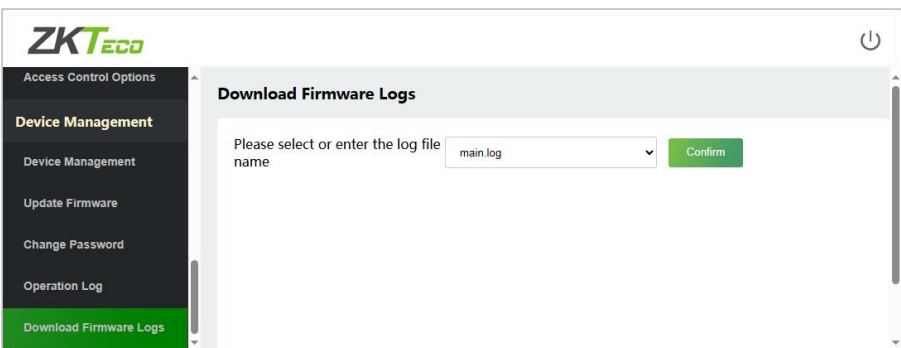 ZKTeco
Access Control Options
Device Management
Device Management
Update Firmware
Change Password
Operation Log
Download Firmware Logs
Download Firmware Logs
Please select or enter the log file
name
main.log
Confirm